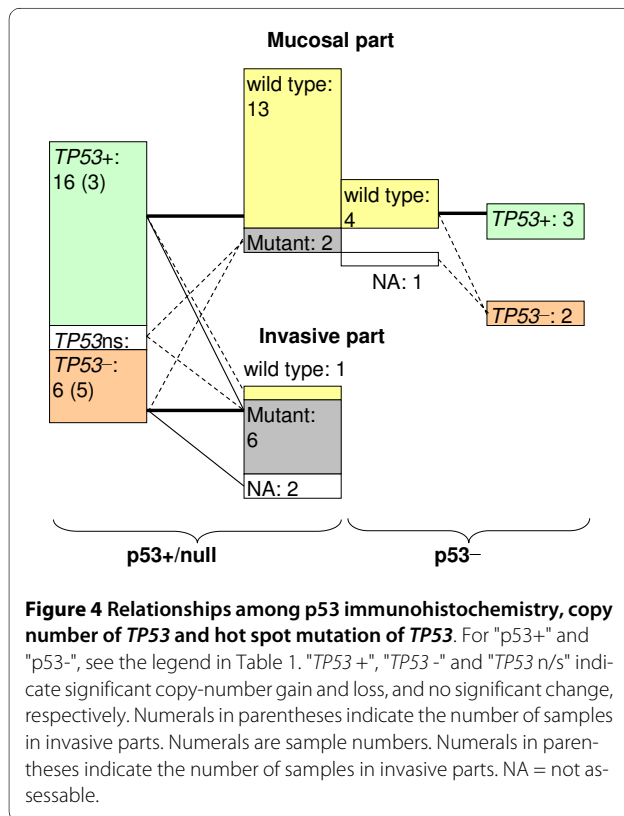 Mucosal part
wild type:
13
TP53+:
16 (3)
wild type:
4
TP53+: 3
Mutant: 2
NA: 1
TP53−: 2
TP53ns:
Invasive part
TP53−:
6 (5)
wild type: 1
Mutant:
6
NA: 2
p53+/null
p53−
Figure 4 Relationships among p53 immunohistochemistry, copy
number of TP53 and hot spot mutation of TP53. For "p53+" and
"p53-", see the legend in Table 1. "TP53 +", "TP53 -" and "TP53 n/s" indi-
cate significant copy-number gain and loss, and no significant change,
respectively. Numerals in parentheses indicate the number of samples
in invasive parts. Numerals are sample numbers. Numerals in paren-
theses indicate the number of samples in invasive parts. NA = not as-
sessable.